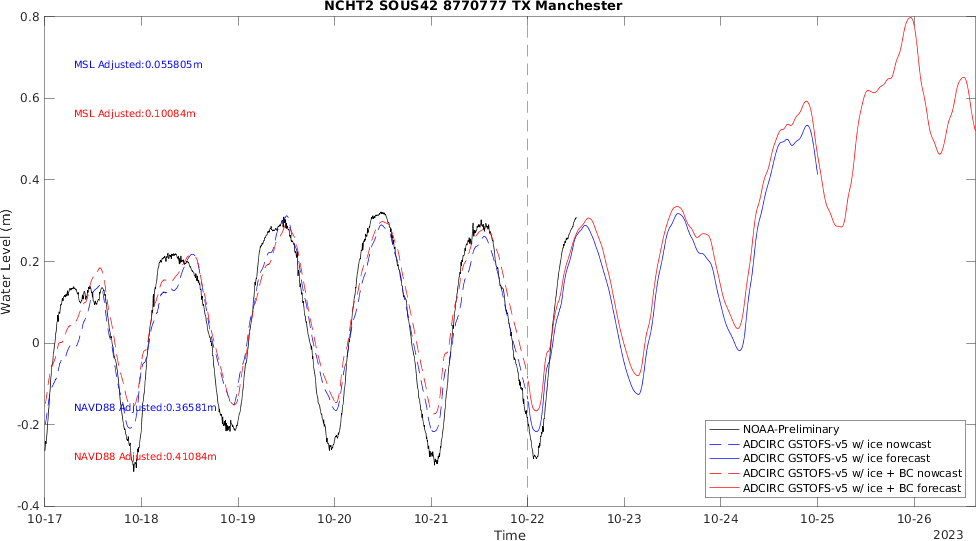 NCHT2 SOUS42 8770777 TX Manchester
0.8
MSL Adjusted:0.055805m
0.6
MSL Adjusted:0.10084m
0.4
0.2
Water Level (m)
0
NAVD88 Adjusted:0.36581m
-0.2
NAVD88 Adjusted:0.41084m
NOAA-Preliminary
ADCIRC GSTOFS-v5 w/ ice nowcast
ADCIRC GSTOFS-v5 w/ ice forecast
ADCIRC GSTOFS-v5 w/ ice + BC nowcast
ADCIRC GSTOFS-v5 w/ ice + BC forecast
-0.4
10-17 10-18 10-19 10-20 10-21 10-22 10-23 10-24 10-25 10-26
Time
2023